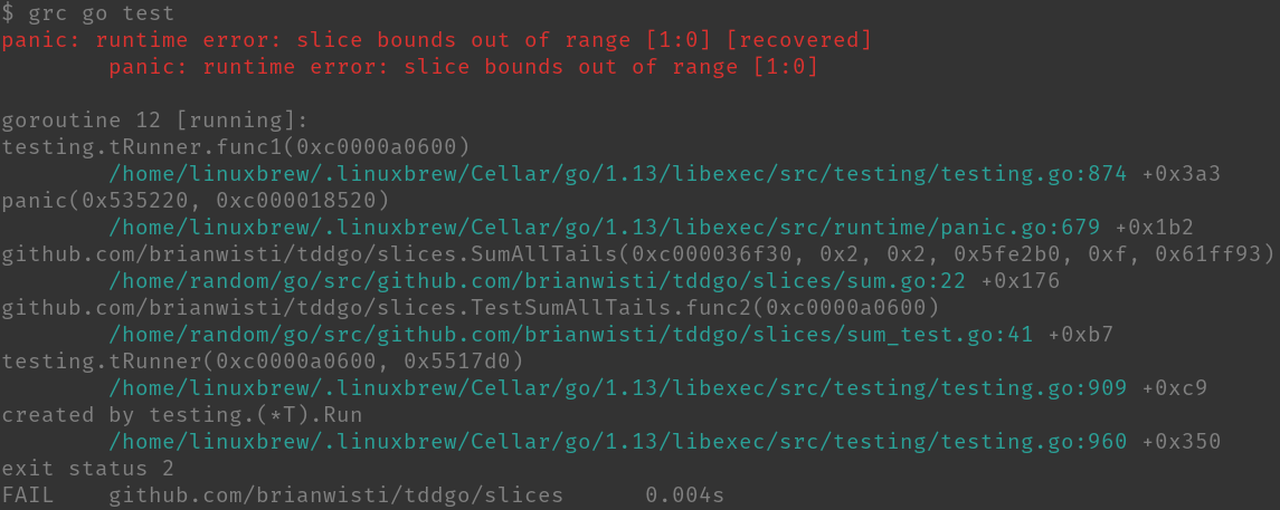 $ grc go test
panic: runtime error: slice bounds out of range [1:0] [recovered]
panic: runtime error: slice bounds out of range [1:0]
goroutine 12 [running]:
testing.tRunner.func1(0xc0000a0600)
/home/linuxbrew/.linuxbrew/Cellar/go/1.13/libexec/src/testing/testing.go:874 +0x3a3
panic(0x535220, 0xc000018520)
/home/linuxbrew/.linuxbrew/Cellar/go/1.13/libexec/src/runtime/panic.go:679 +0x1b2
github.com/brianwisti/tddgo/slices.SumAllTails(0xc000036f30, 0x2, 0x2, 0x5fe2b0, 0xf, 0x61ff93)
/home/random/go/src/github.com/brianwisti/tddgo/slices/sum.go:22 +0x176
github.com/brianwisti/tddgo/slices.TestSumAllTails.func2(0xc0000a0600)
/home/random/go/src/github.com/brianwisti/tddgo/slices/sum_test.go:41 +0xb7
testing.tRunner(0xc0000a0600, 0x5517d0)
/home/linuxbrew/.linuxbrew/Cellar/go/1.13/libexec/src/testing/testing.go:909 +0xc9
created by testing.(*T).Run
/home/linuxbrew/.linuxbrew/Cellar/go/1.13/libexec/src/testing/testing.go:960 +0x350
exit status 2
FAIL github.com/brianwisti/tddgo/slices 0.004s